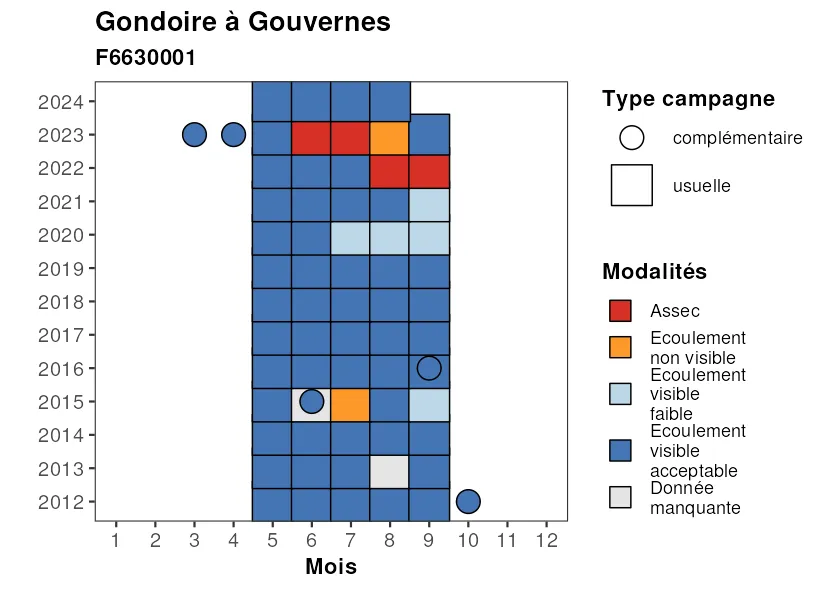 Gondoire à Gouvernes
F6630001
2024
2023
2022
2021
2020
2019
2018
2017
2016
2015
2014
2013
2012
1 2 3 4 5 6 7 8 9 10 11 12
Mois
Type campagne
complémentaire
usuelle
Modalités
Assec
Ecoulement
non visible
Ecoulement
visible
faible
Ecoulement
visible
acceptable
Donnée
manquante